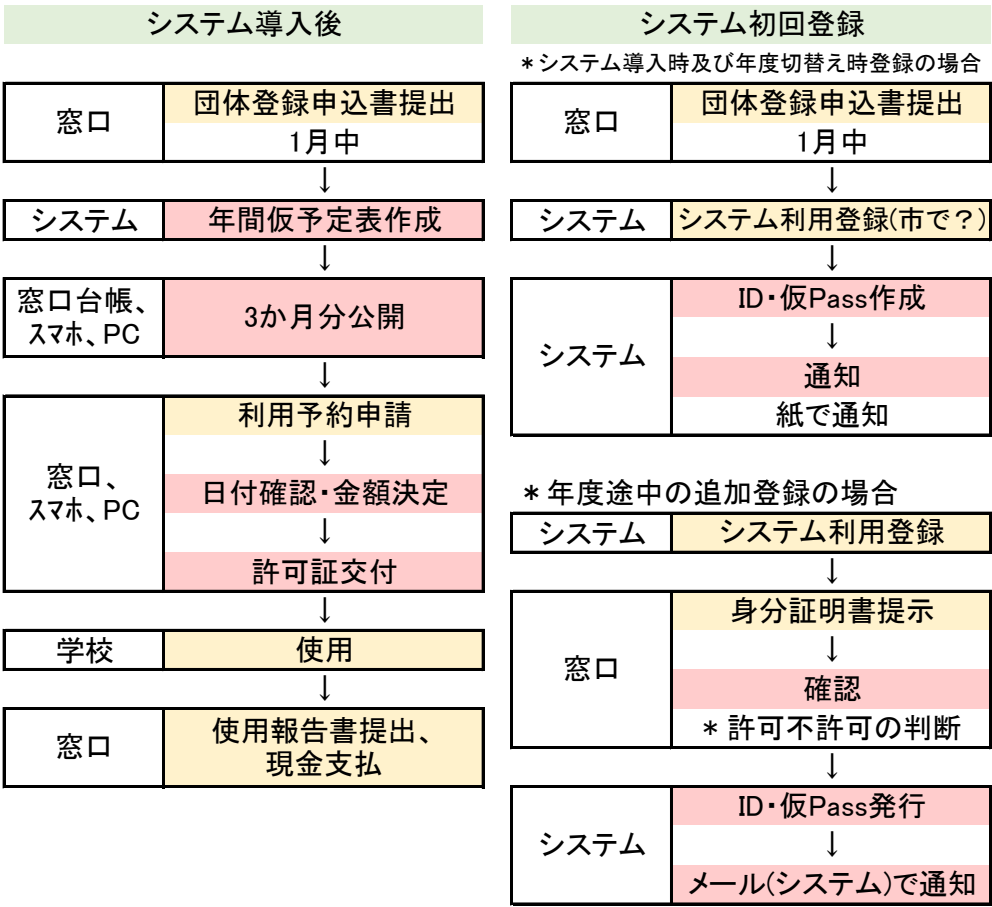 システム導入後
窓口
団体登録申込書提出
1月中
↓
システム
年間仮予定表作成
↓
窓口台帳、
スマホ、PC
3か月分公開
↓
窓口、
スマホ、PC
利用予約申請
↓
日付確認・金額決定
↓
許可証交付
↓
学校
使用
↓
窓口
使用報告書提出、
現金支払
システム初回登録
＊システム導入時及び年度切替え時登録の場合
窓口
団体登録申込書提出
1月中
↓
システム
システム利用登録(市で？)
↓
システム
ID・仮Pass作成
↓
通知
紙で通知
＊年度途中の追加登録の場合
システム
システム利用登録
↓
窓口
身分証明書提示
↓
確認
＊許可不許可の判断
↓
システム
ID・仮Pass発行
↓
メール(システム)で通知